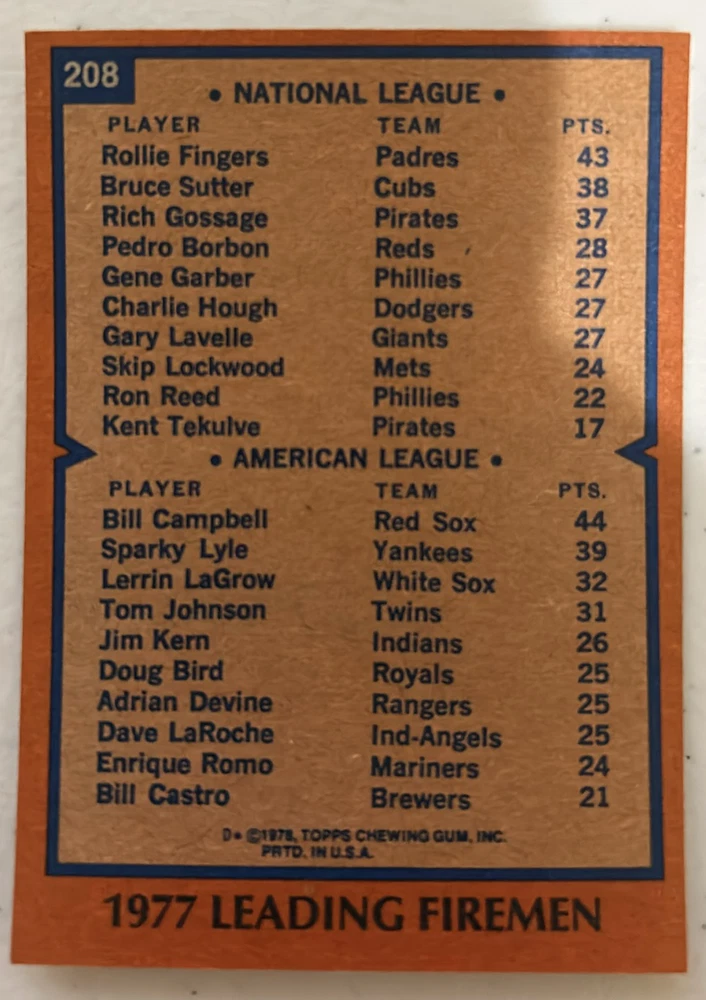 208
• NATIONAL LEAGUE •
PLAYER TEAM PTS.
Rollie Fingers Padres 43
Bruce Sutter Cubs 38
Rich Gossage Pirates 37
Pedro Borbon Reds 28
Gene Garber Phillies 27
Charlie Hough Dodgers 27
Gary Lavelle Giants 27
Skip Lockwood Mets 24
Ron Reed Phillies 22
Kent Tekulve Pirates 17
• AMERICAN LEAGUE •
PLAYER TEAM PTS.
Bill Campbell Red Sox 44
Sparky Lyle Yankees 39
Lerrin LaGrow White Sox 32
Tom Johnson Twins 31
Jim Kern Indians 26
Doug Bird Royals 25
Adrian Devine Rangers 25
Dave LaRoche Ind-Angels 25
Enrique Romo Mariners 24
Bill Castro Brewers 21
D* ©1978, TOPPS CHEWING GUM, INC.
PRTD. IN U.S.A.
1977 LEADING FIREMEN